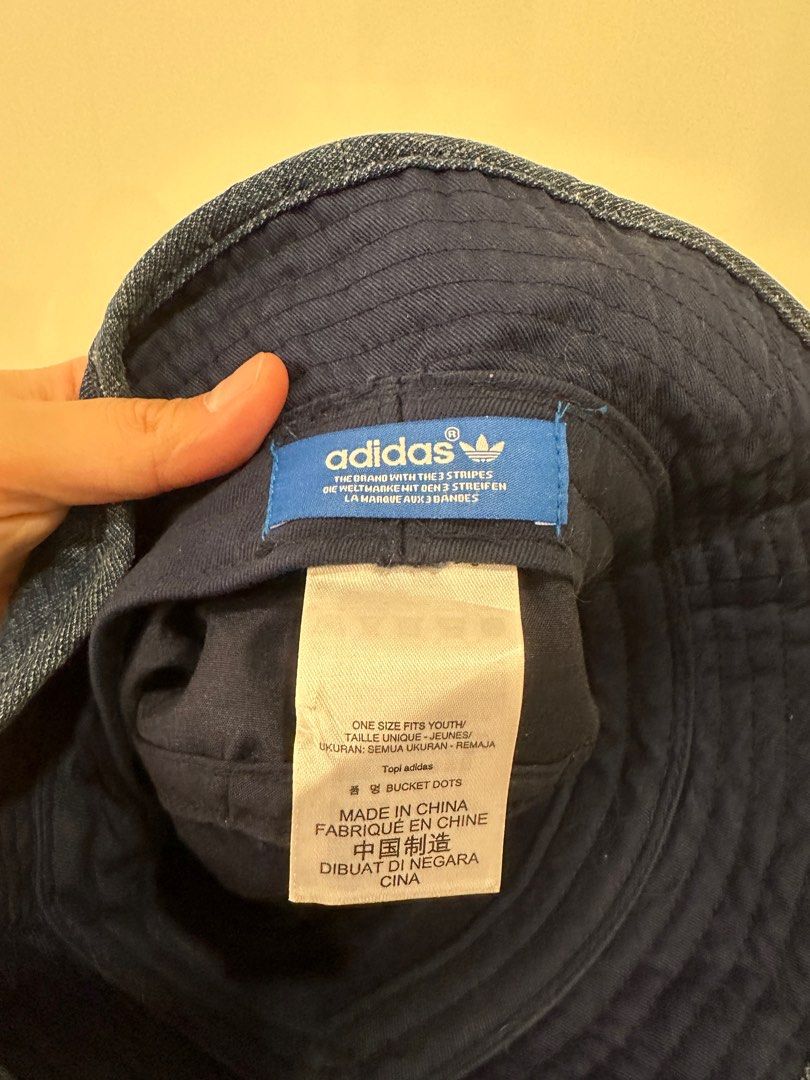 adidas®
THE BRAND WITH THE 3 STRIPES
DIE WELTMARKE MIT DEN 3 STREIFEN
LA MARQUE AUX 3 BANDES
ONE SIZE FITS YOUTH/
TAILLE UNIQUE - JEUNES/
UKURAN: SEMUA UKURAN - REMAJA
Topi adidas
품 명 BUCKET DOTS
MADE IN CHINA
FABRIQUÉ EN CHINE
中国制造
DIBUAT DI NEGARA
CINA